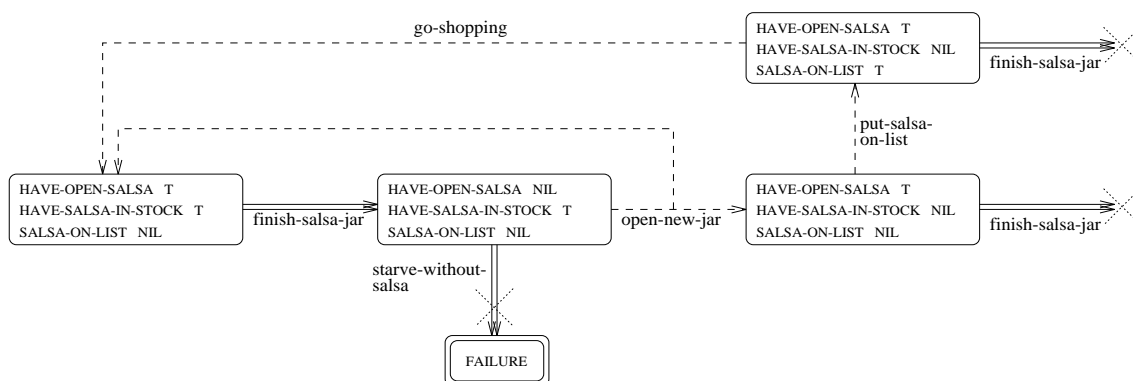 go-shopping
HAVE-OPEN-SALSA T
HAVE-SALSA-IN-STOCK NIL
SALSA-ON-LIST T
finish-salsa-jar
put-salsa-
on-list
HAVE-OPEN-SALSA T
HAVE-SALSA-IN-STOCK T
SALSA-ON-LIST NIL
finish-salsa-jar
HAVE-OPEN-SALSA NIL
HAVE-SALSA-IN-STOCK T
SALSA-ON-LIST NIL
open-new-jar
HAVE-OPEN-SALSA T
HAVE-SALSA-IN-STOCK NIL
SALSA-ON-LIST NIL
finish-salsa-jar
starve-without-
salsa
FAILURE